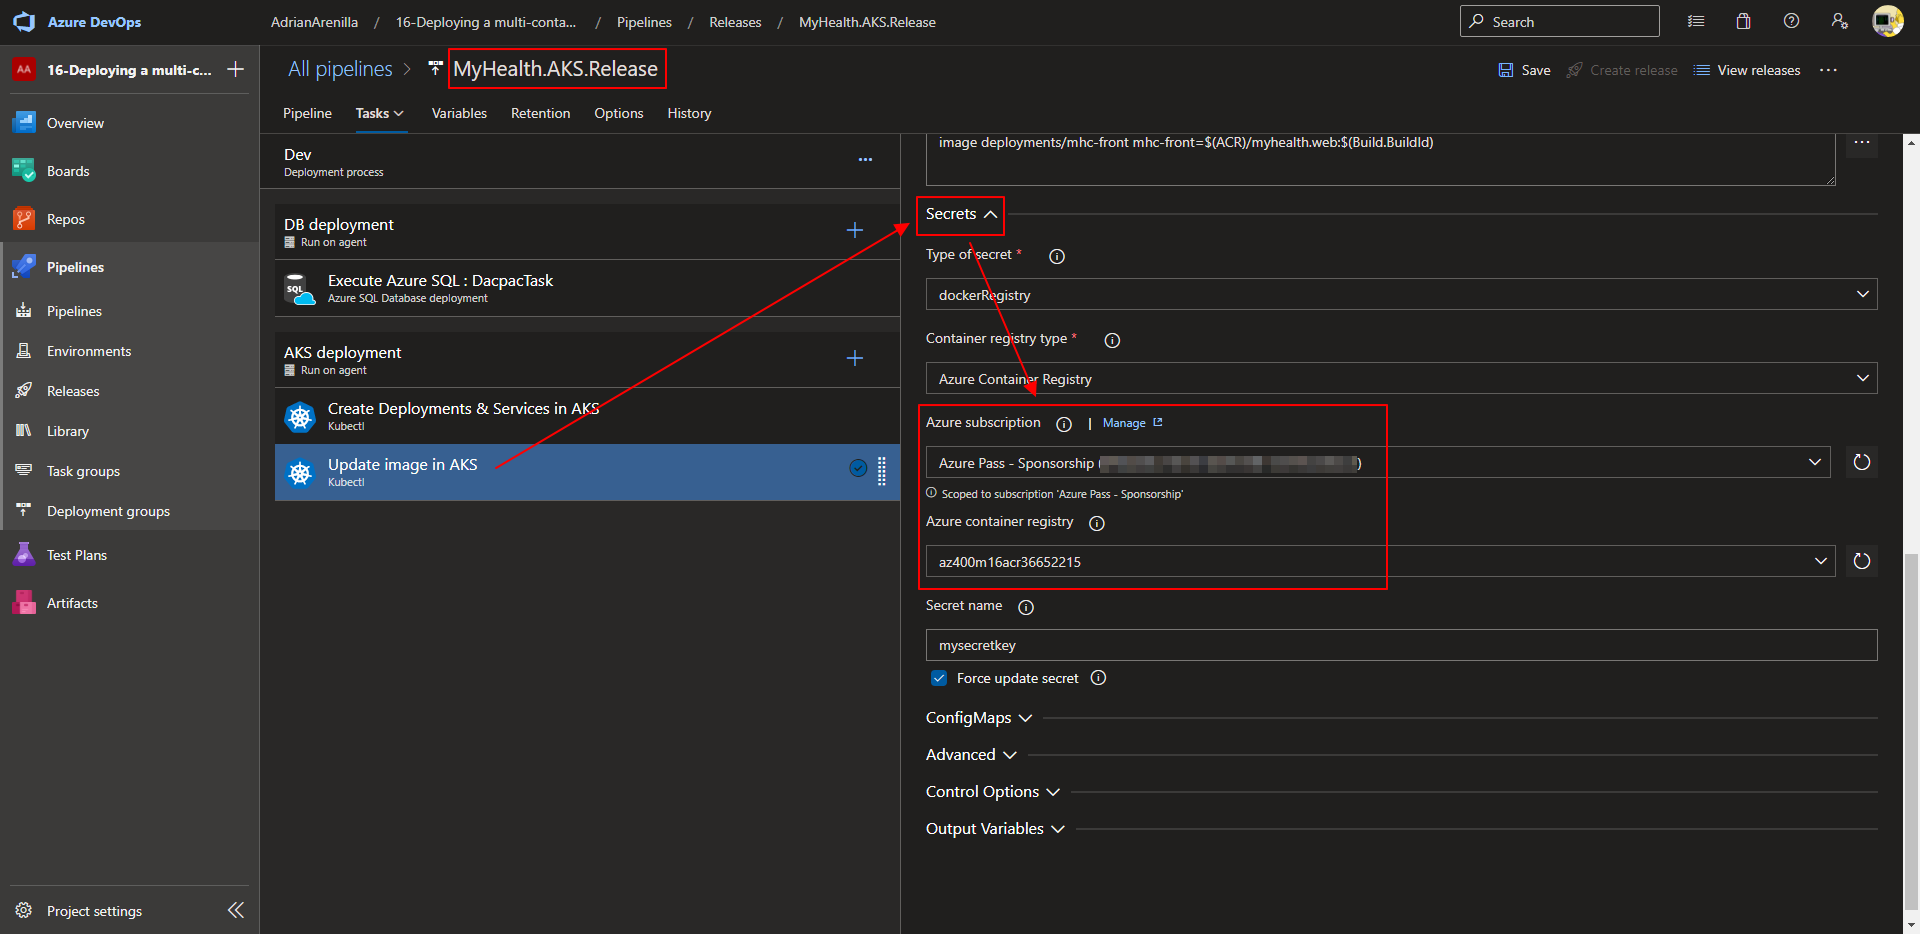 Azure DevOps
AdrianArenilla / 16-Deploying a multi-conta... / Pipelines / Releases / MyHealth.AKS.Release
Search
AA
16-Deploying a multi-c...
All pipelines
MyHealth.AKS.Release
Save
Create release
View releases
Pipeline
Tasks
Variables
Retention
Options
History
Overview
Boards
Repos
Pipelines
Pipelines
Environments
Releases
Library
Task groups
Deployment groups
Test Plans
Artifacts
Project settings
Dev
Deployment process
DB deployment
Run on agent
SQL
Execute Azure SQL : DacpacTask
Azure SQL Database deployment
AKS deployment
Run on agent
Create Deployments & Services in AKS
Kubectl
Update image in AKS
Kubectl
image deployments/mhc-front mhc-front=$(ACR)/myhealth.web:$(Build.BuildId)
Secrets
Type of secret *
dockerRegistry
Container registry type *
Azure Container Registry
Azure subscription | Manage
Azure Pass - Sponsorship ( )
Scoped to subscription 'Azure Pass - Sponsorship'
Azure container registry
az400m16acr36652215
Secret name
mysecretkey
Force update secret
ConfigMaps
Advanced
Control Options
Output Variables